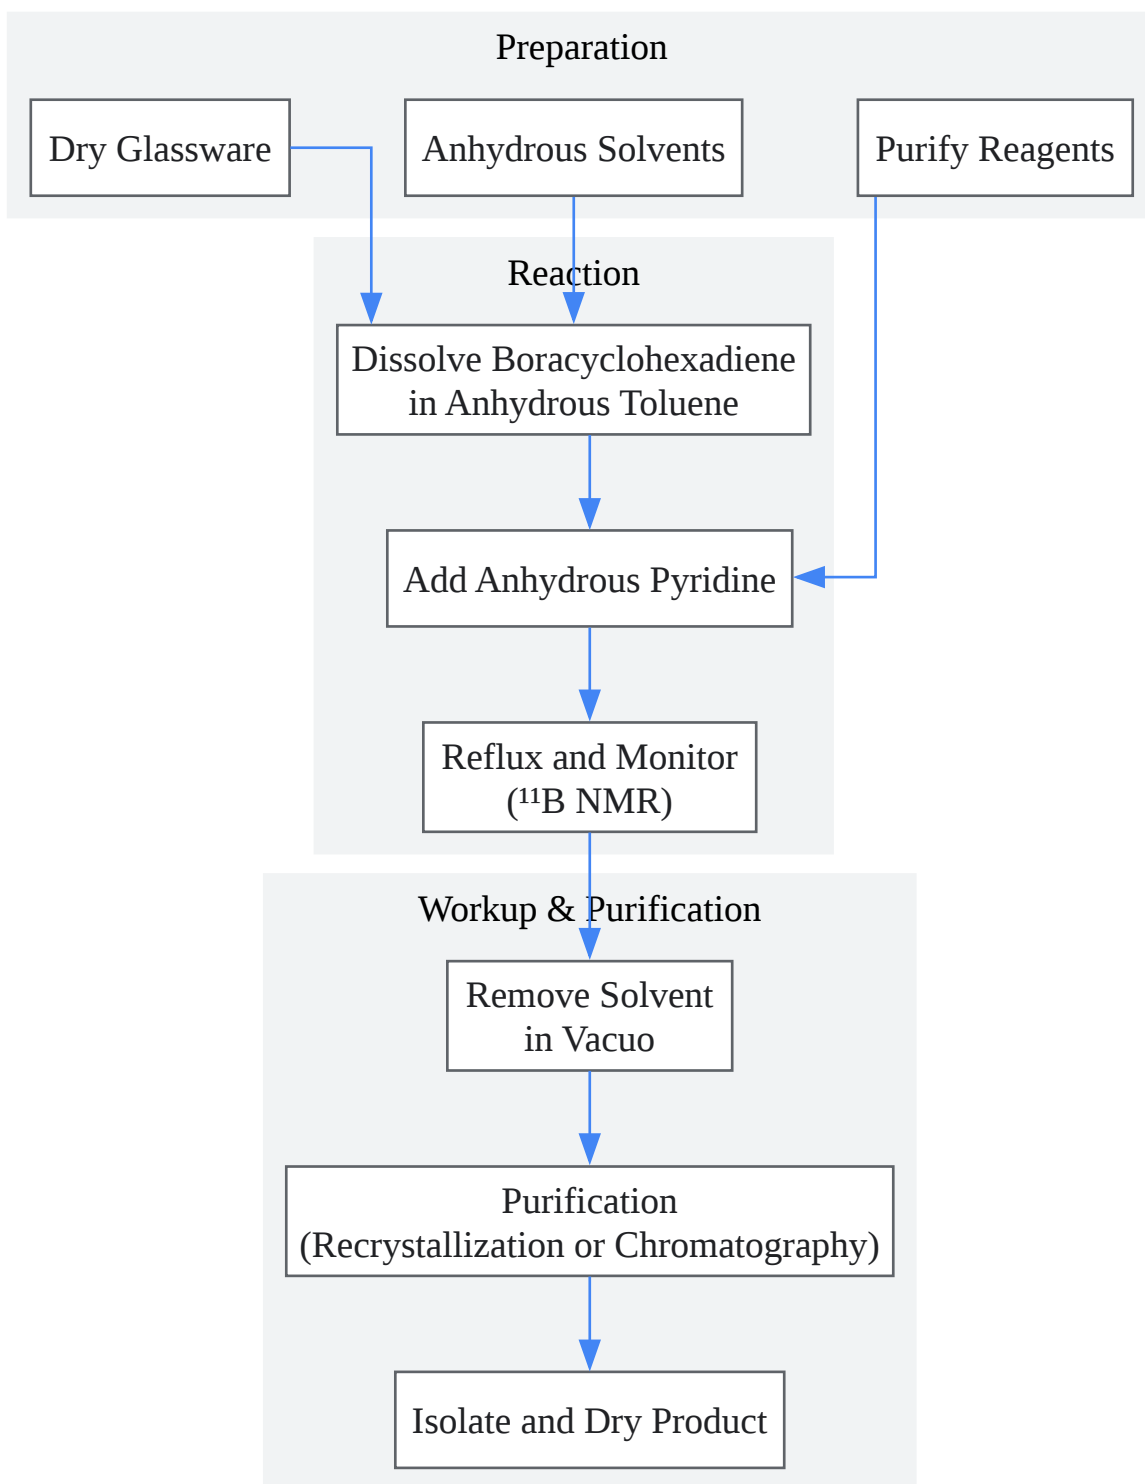 Preparation
Dry Glassware
Anhydrous Solvents
Purify Reagents
Reaction
Dissolve Boracyclohexadiene
in Anhydrous Toluene
Add Anhydrous Pyridine
Reflux and Monitor
(¹¹B NMR)
Workup & Purification
Remove Solvent
in Vacuo
Purification
(Recrystallization or Chromatography)
Isolate and Dry Product